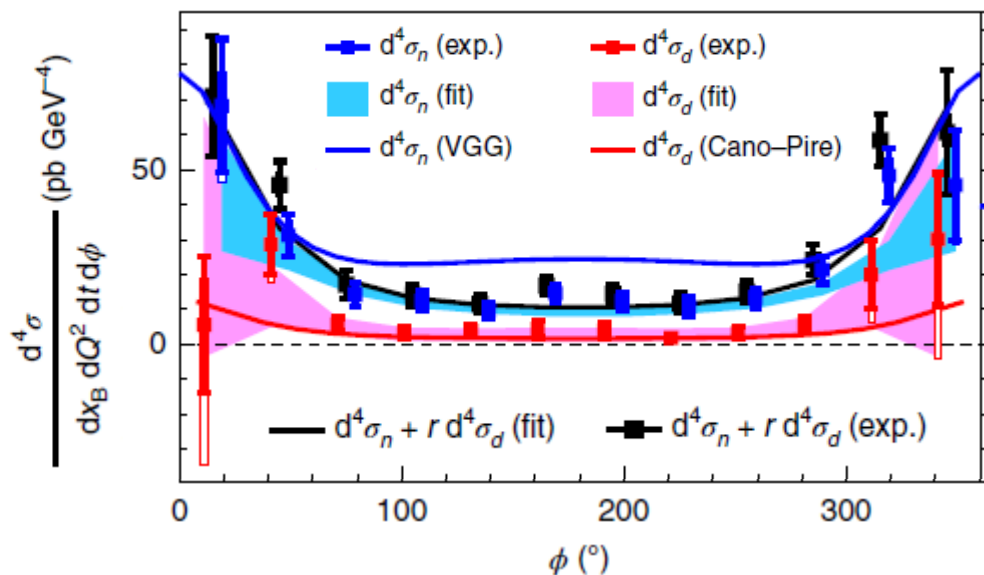 d⁴σₙ (exp.)
d⁴σ_d (exp.)
d⁴σₙ (fit)
d⁴σ_d (fit)
d⁴σₙ (VGG)
d⁴σ_d (Cano–Pire)
d⁴σ
dx_B dQ² dt dϕ
(pb GeV⁻⁴)
50
0
d⁴σₙ + r d⁴σ_d (fit)
d⁴σₙ + r d⁴σ_d (exp.)
0
100
200
300
ϕ (°)